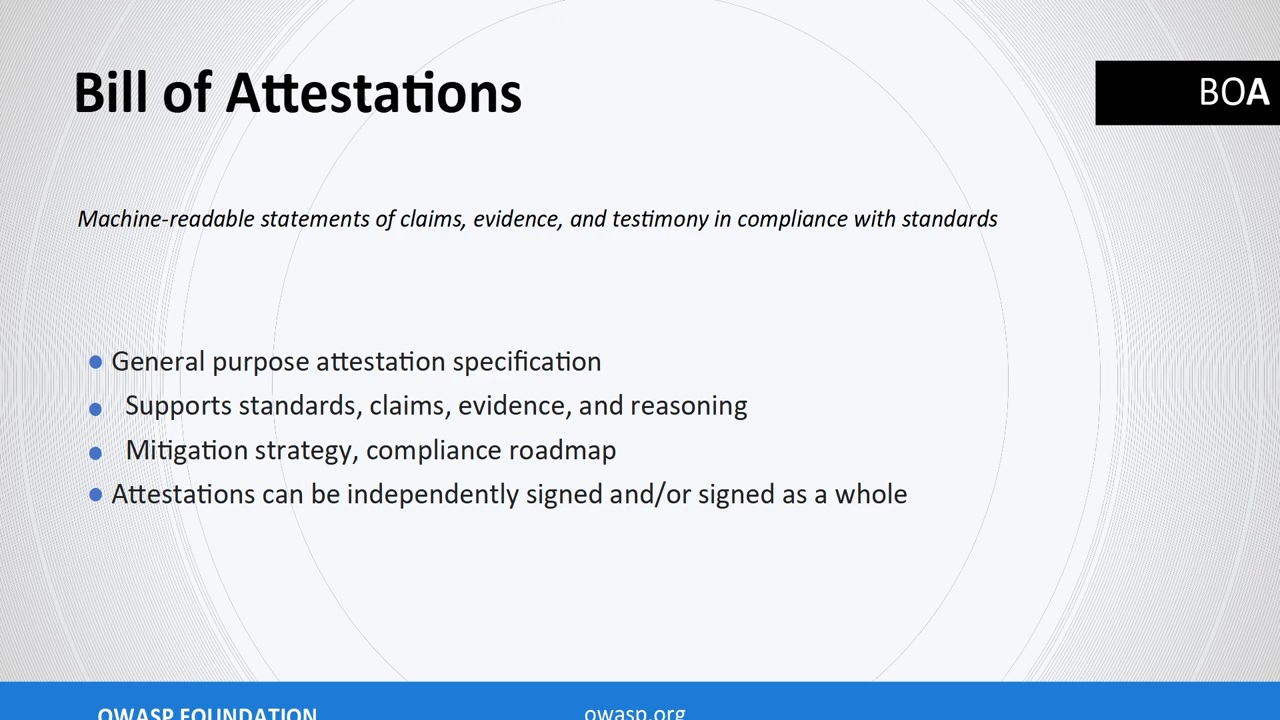 Bill of Attestations
BOA
Machine-readable statements of claims, evidence, and testimony in compliance with standards
General purpose attestation specification
Supports standards, claims, evidence, and reasoning
Mitigation strategy, compliance roadmap
Attestations can be independently signed and/or signed as a whole
OWASP FOUNDATION
owasp.org